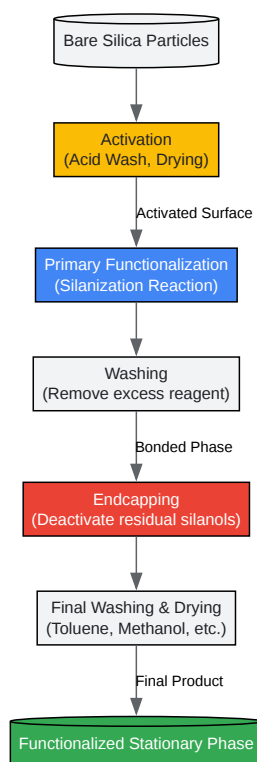 Bare Silica Particles
Activation
(Acid Wash, Drying)
Activated Surface
Primary Functionalization
(Silanization Reaction)
Washing
(Remove excess reagent)
Bonded Phase
Endcapping
(Deactivate residual silanols)
Final Washing & Drying
(Toluene, Methanol, etc.)
Final Product
Functionalized Stationary Phase